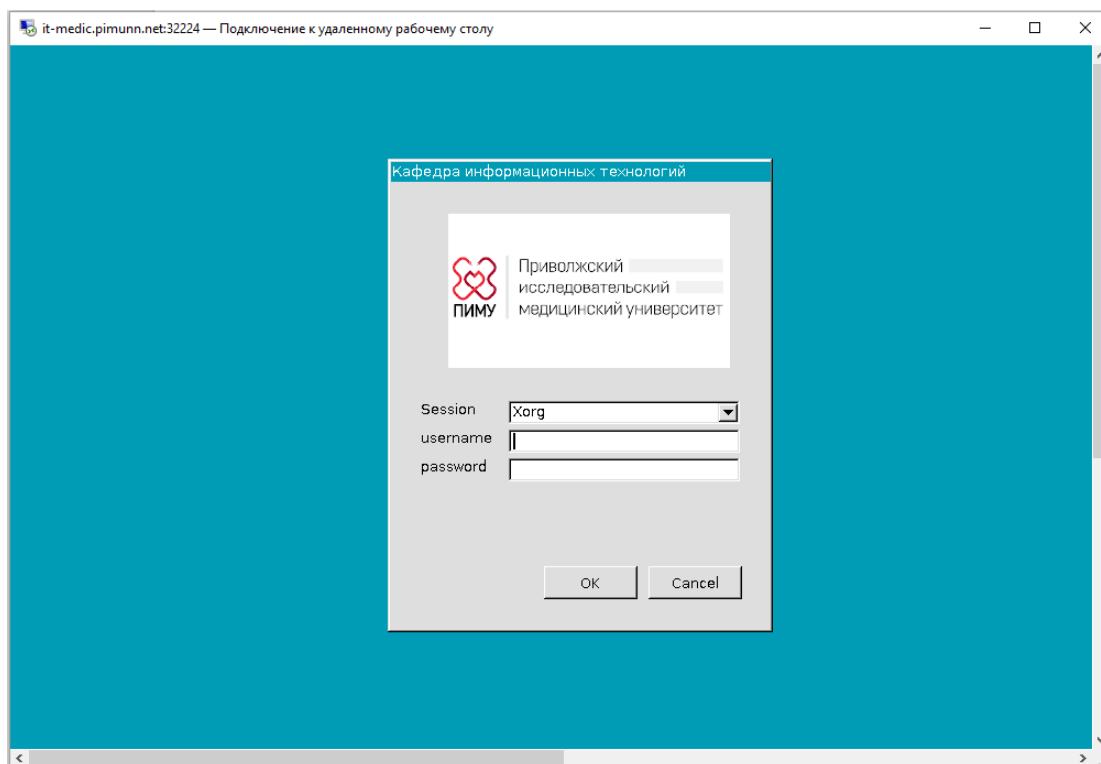 it-medic.pimunn.net:32224 — Подключение к удаленному рабочему столу
Кафедра информационных технологий
Приволжский
исследовательский
ПИМУ
медицинский университет
Session
Xorg
username
password
OK
Cancel